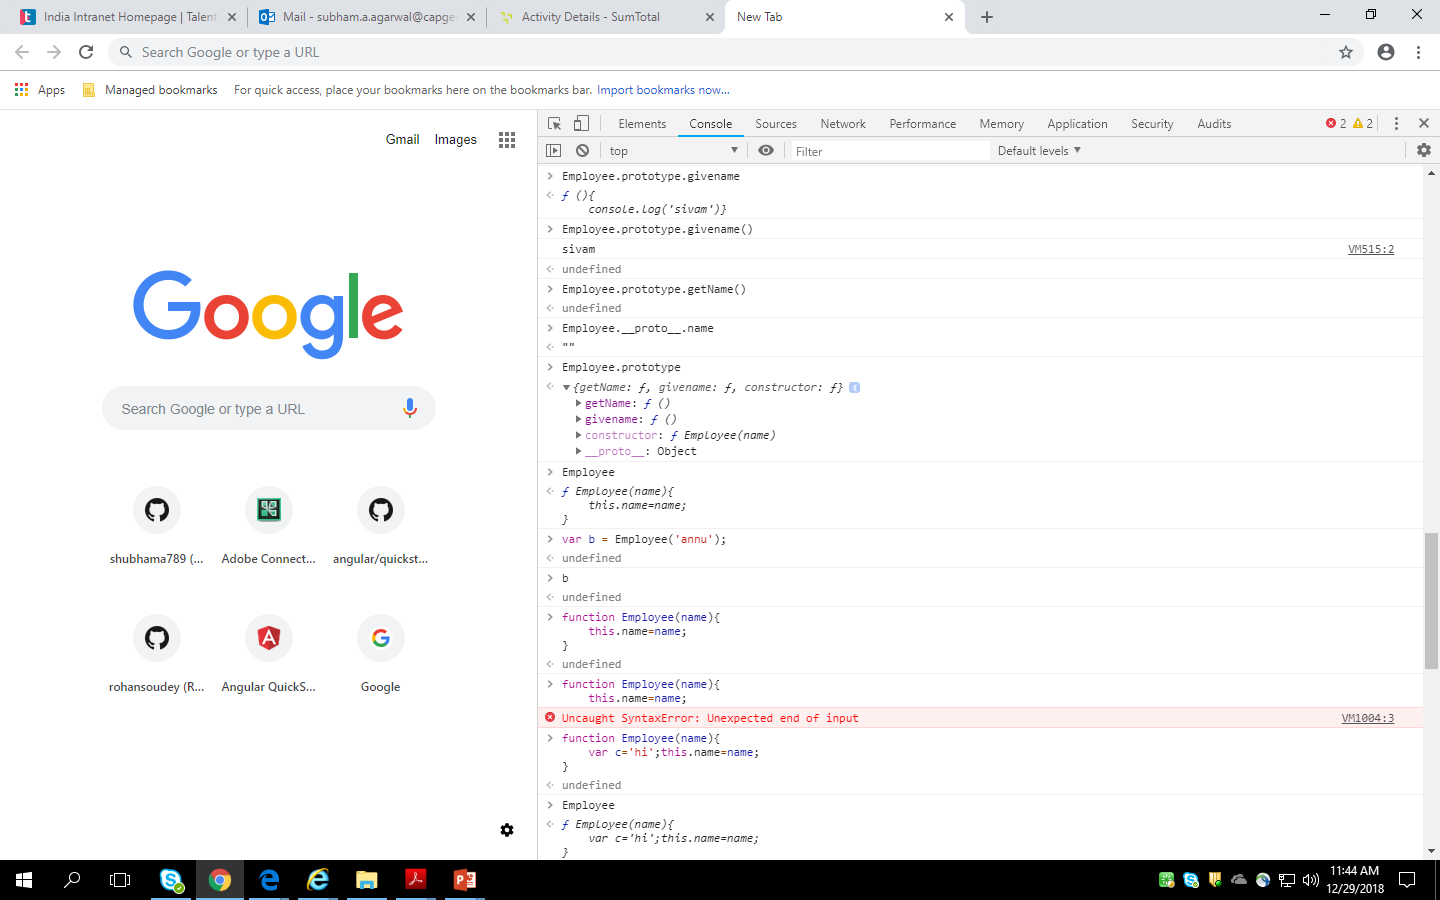 India Intranet Homepage | Talent
Mail - subham.a.agarwal@capge
Activity Details - SumTotal
New Tab
Search Google or type a URL
Apps
Managed bookmarks
For quick access, place your bookmarks here on the bookmarks bar. Import bookmarks now...
Gmail
Images
Google
Search Google or type a URL
shubhama789 (...
Adobe Connect...
angular/quickst...
rohansoudey (R...
Angular QuickS...
Google
Elements
Console
Sources
Network
Performance
Memory
Application
Security
Audits
2
2
top
Filter
Default levels
Employee.prototype.givename
ƒ (){
console.log('sivam')}
Employee.prototype.givename()
sivam VM515:2
undefined
Employee.prototype.getName()
undefined
Employee.__proto__.name
""
Employee.prototype
{getName: ƒ, givename: ƒ, constructor: ƒ} i
getName: ƒ ()
givename: ƒ ()
constructor: ƒ Employee(name)
__proto__: Object
Employee
ƒ Employee(name){
this.name=name;
}
var b = Employee('annu');
undefined
b
undefined
function Employee(name){
this.name=name;
}
undefined
function Employee(name){
this.name=name;
Uncaught SyntaxError: Unexpected end of input VM1004:3
function Employee(name){
var c='hi';this.name=name;
}
undefined
Employee
ƒ Employee(name){
var c='hi';this.name=name;
}
11:44 AM
12/29/2018